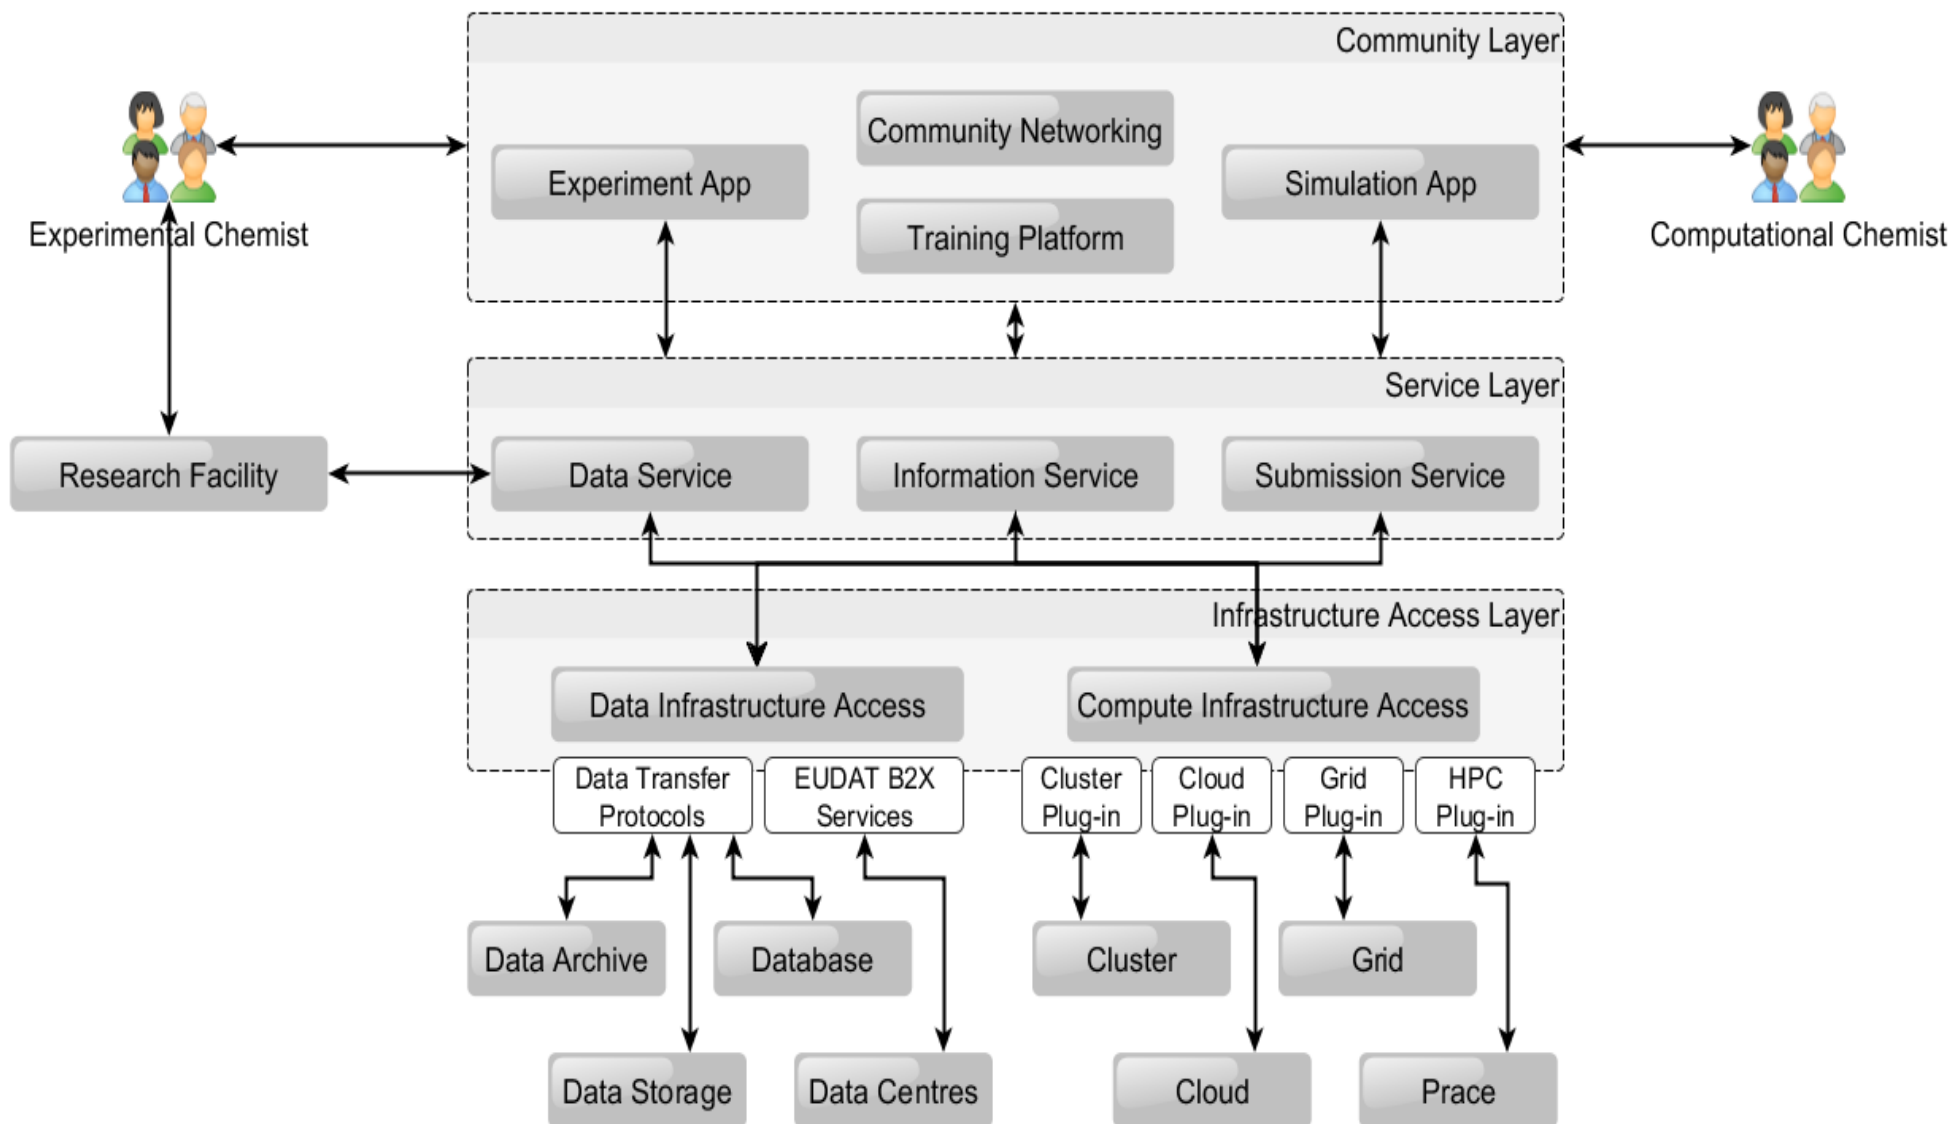 Community Layer
Community Networking
Experiment App
Simulation App
Training Platform
Experimental Chemist
Computational Chemist
Service Layer
Research Facility
Data Service
Information Service
Submission Service
Infrastructure Access Layer
Data Infrastructure Access
Compute Infrastructure Access
Data Transfer
Protocols
EUDAT B2X
Services
Cluster
Plug-in
Cloud
Plug-in
Grid
Plug-in
HPC
Plug-in
Data Archive
Database
Cluster
Grid
Data Storage
Data Centres
Cloud
Prace